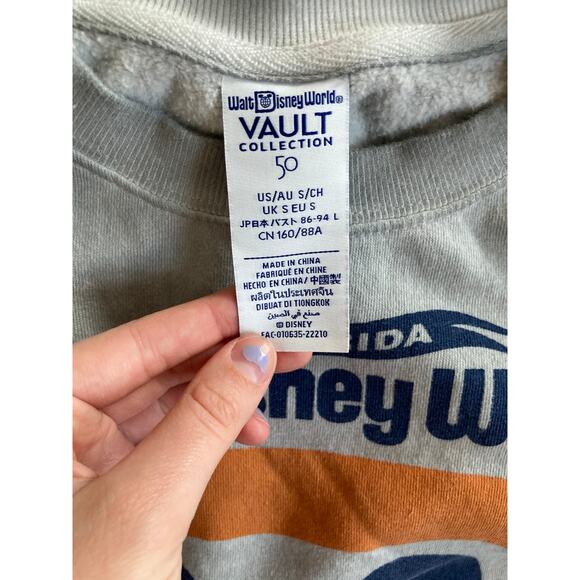 Walt Disney World®
VAULT
COLLECTION
50
US/AU S/CH
UK S EU S
JP日本 バスト 86-94 L
CN 160/88A
MADE IN CHINA
FABRIQUÉ EN CHINE
HECHO EN CHINA / 中國製
ผลิตในประเทศจีน
DIBUAT DI TIONGKOK
صنع في الصين
© DISNEY
FAC-010635-22210
IDA
ney W